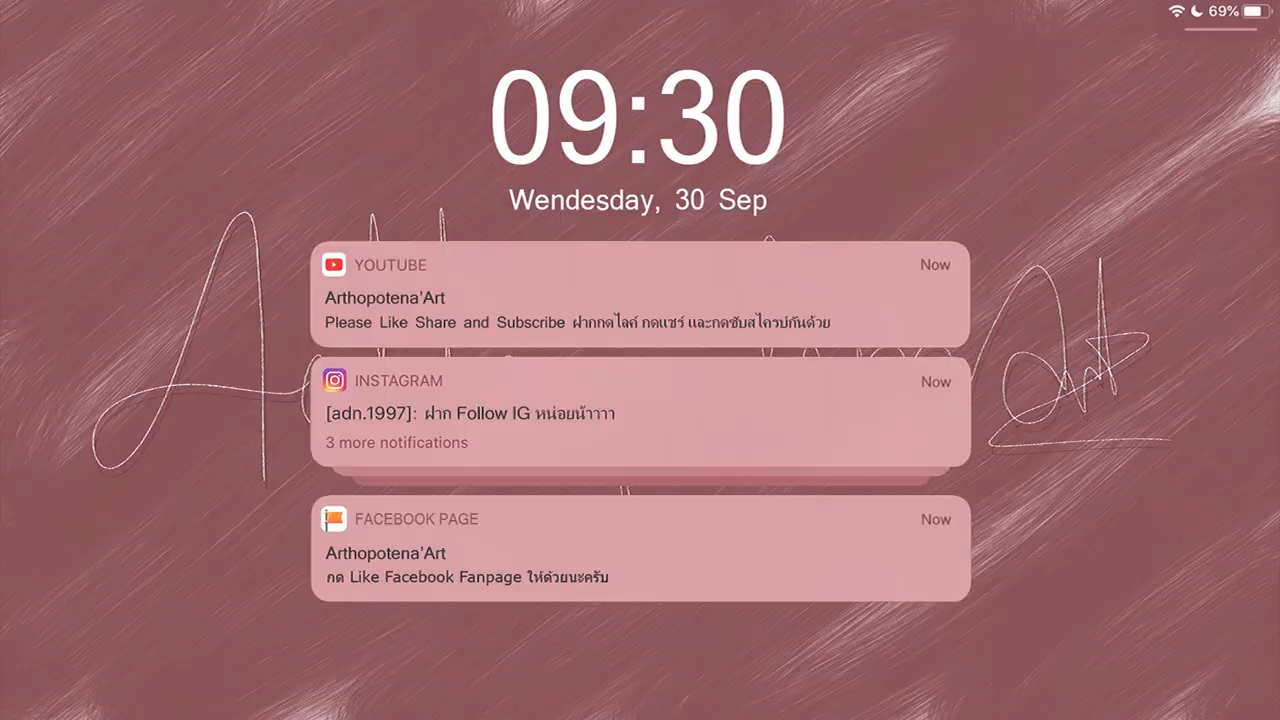 69%
09:30
Wendesday, 30 Sep
YOUTUBE Now
Arthopotena'Art
Please Like Share and Subscribe ฝากกดไลค์ กดแชร์ และกดซับสไครบ์กันด้วย
INSTAGRAM Now
[adn.1997]: ฝาก Follow IG หน่อยน้าาาา
3 more notifications
FACEBOOK PAGE Now
Arthopotena'Art
กด Like Facebook Fanpage ให้ด้วยนะครับ
Art